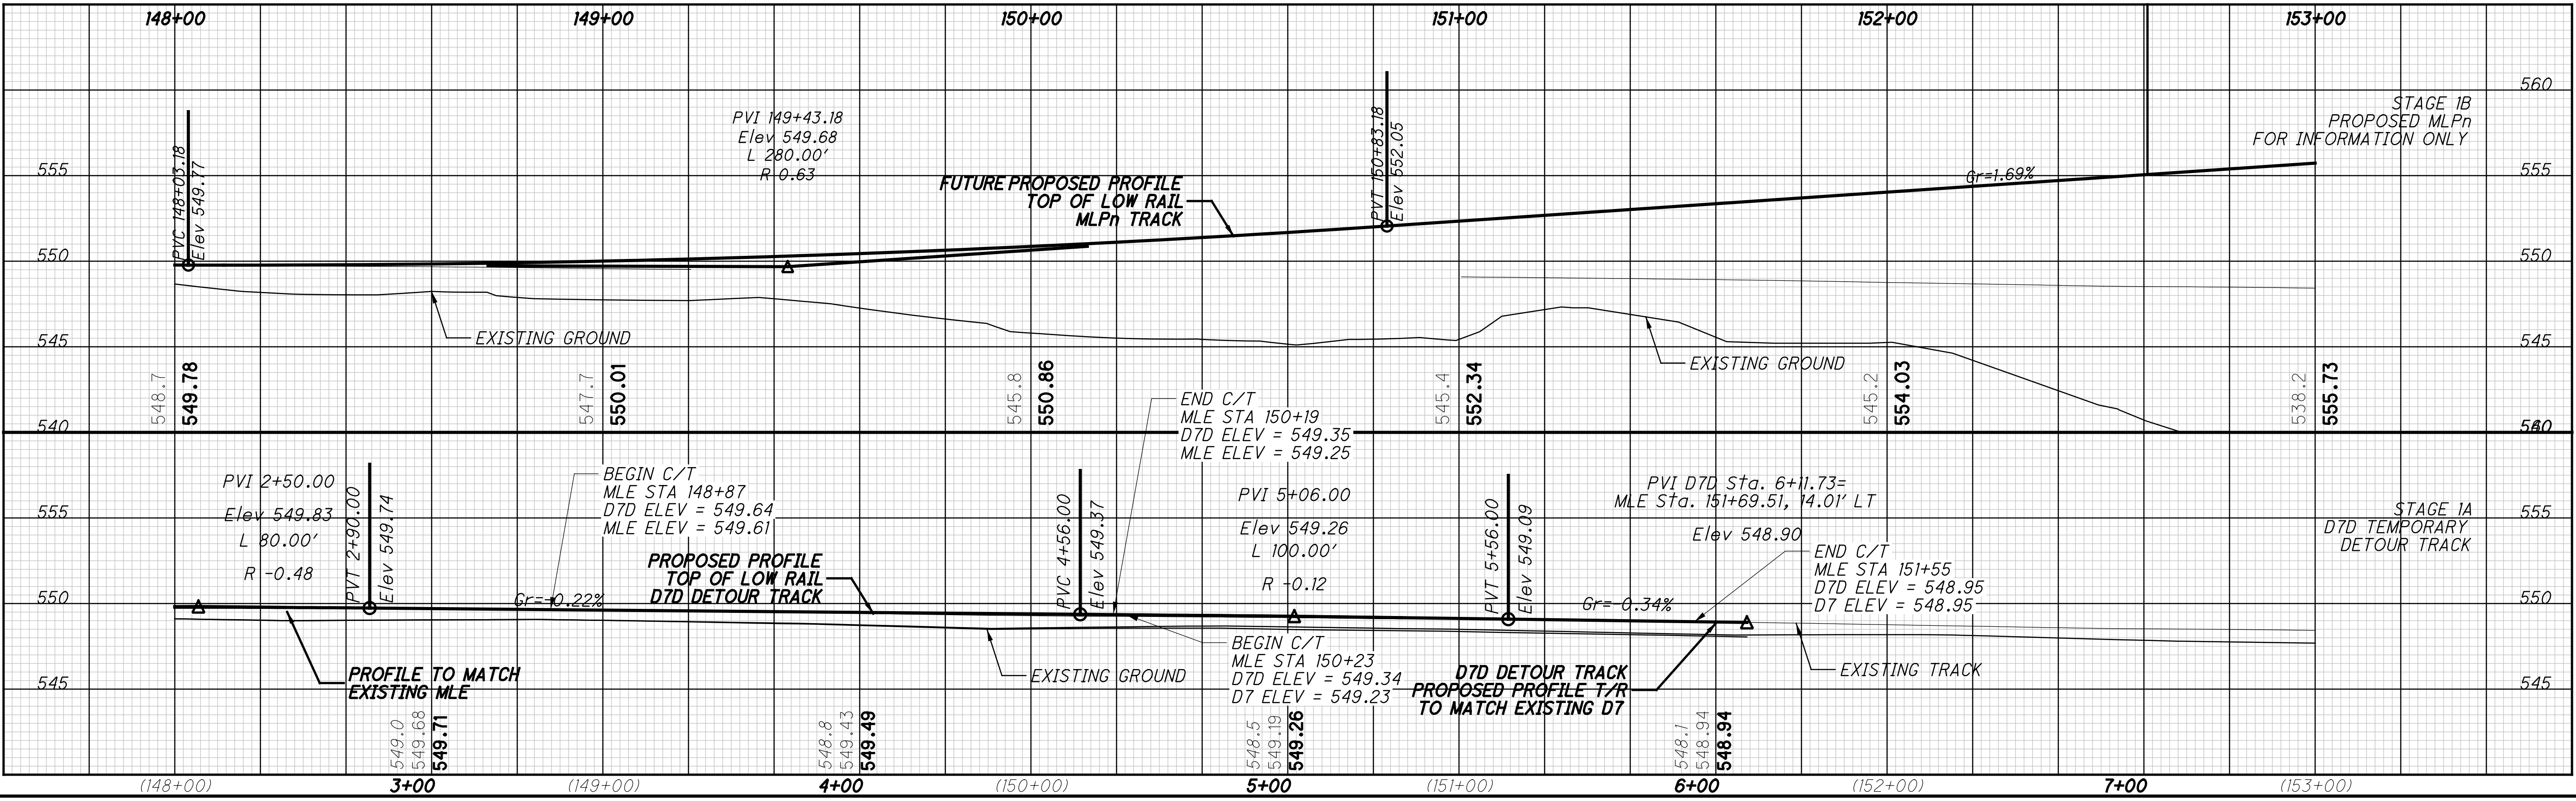 148+00
149+00
150+00
151+00
152+00
153+00
560
560
STAGE 1B
PROPOSED MLPn
FOR INFORMATION ONLY
PVI 149+43.18
Elev 549.68
L 280.00'
R 0.63
PVC 148+03.18
Elev 549.77
PVT 150+83.18
Elev 552.05
555
555
Gr=1.69%
FUTURE PROPOSED PROFILE
TOP OF LOW RAIL
MLPn TRACK
550
550
EXISTING GROUND
EXISTING GROUND
545
545
548.7
549.78
547.7
550.01
545.8
550.86
545.4
552.34
545.2
554.03
538.2
555.73
540
540
END C/T
MLE STA 150+19
D7D ELEV = 549.35
MLE ELEV = 549.25
PVI 2+50.00
Elev 549.83
L 80.00'
R -0.48
PVT 2+90.00
Elev 549.74
BEGIN C/T
MLE STA 148+87
D7D ELEV = 549.64
MLE ELEV = 549.61
PVC 4+56.00
Elev 549.37
PVI 5+06.00
Elev 549.26
L 100.00'
R -0.12
PVT 5+56.00
Elev 549.09
PVI D7D Sta. 6+11.73=
MLE Sta. 151+69.51, 14.01' LT
Elev 548.90
STAGE 1A
D7D TEMPORARY
DETOUR TRACK
555
555
END C/T
MLE STA 151+55
D7D ELEV = 548.95
D7 ELEV = 548.95
PROPOSED PROFILE
TOP OF LOW RAIL
D7D DETOUR TRACK
550
Gr=-0.22%
Gr=-0.34%
550
PROFILE TO MATCH
EXISTING MLE
EXISTING GROUND
BEGIN C/T
MLE STA 150+23
D7D ELEV = 549.34
D7 ELEV = 549.23
D7D DETOUR TRACK
PROPOSED PROFILE T/R
TO MATCH EXISTING D7
EXISTING TRACK
545
545
549.0
549.68
549.71
548.8
549.43
549.49
548.5
549.19
549.26
548.1
548.94
548.94
(148+00)
3+00
(149+00)
4+00
(150+00)
5+00
(151+00)
6+00
(152+00)
7+00
(153+00)